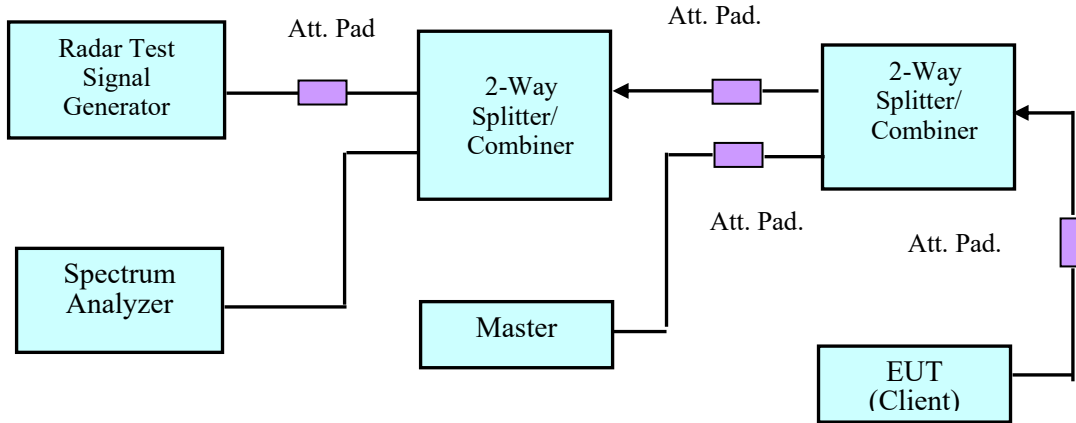 Radar Test
Signal
Generator
Att. Pad
2-Way
Splitter/
Combiner
Att. Pad.
2-Way
Splitter/
Combiner
Att. Pad.
Att. Pad.
Spectrum
Analyzer
Master
EUT
(Client)